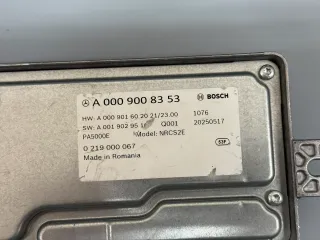 A 000 900 83 53 BOSCH
HW: A 000 901 60 20 21/23.00 1076
SW: A 001 902 95 Q001 20250517
PA5000E Model: NRCS2E
0 219 000 067
Made in Romania